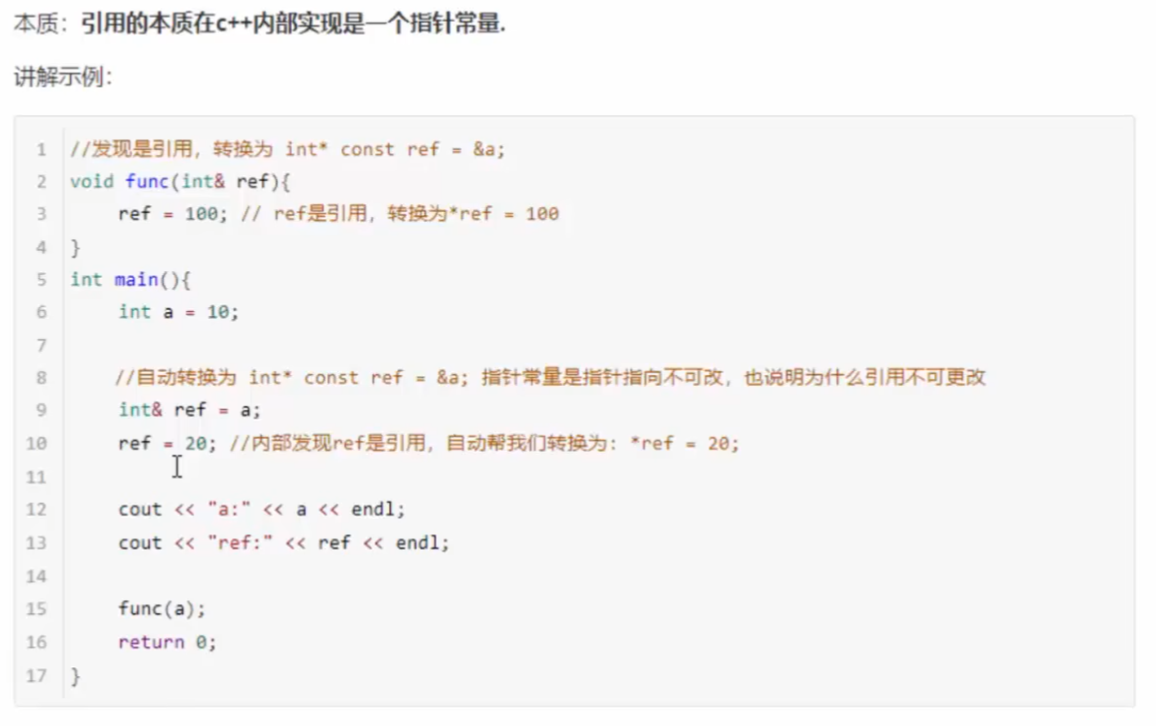 本质：引用的本质在c++内部实现是一个指针常量.
讲解示例：
1 //发现是引用，转换为 int* const ref = &a;
2 void func(int& ref){
3     ref = 100; // ref是引用，转换为*ref = 100
4 }
5 int main(){
6     int a = 10;
7
8     //自动转换为 int* const ref = &a; 指针常量是指针指向不可改，也说明为什么引用不可更改
9     int& ref = a;
10     ref = 20; //内部发现ref是引用，自动帮我们转换为: *ref = 20;
11
12     cout << "a:" << a << endl;
13     cout << "ref:" << ref << endl;
14
15     func(a);
16     return 0;
17 }